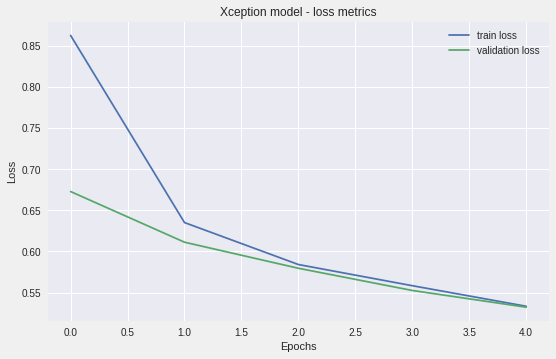 Xception model - loss metrics
train loss
validation loss
0.85
0.80
0.75
0.70
0.65
0.60
0.55
Loss
0.0 0.5 1.0 1.5 2.0 2.5 3.0 3.5 4.0
Epochs